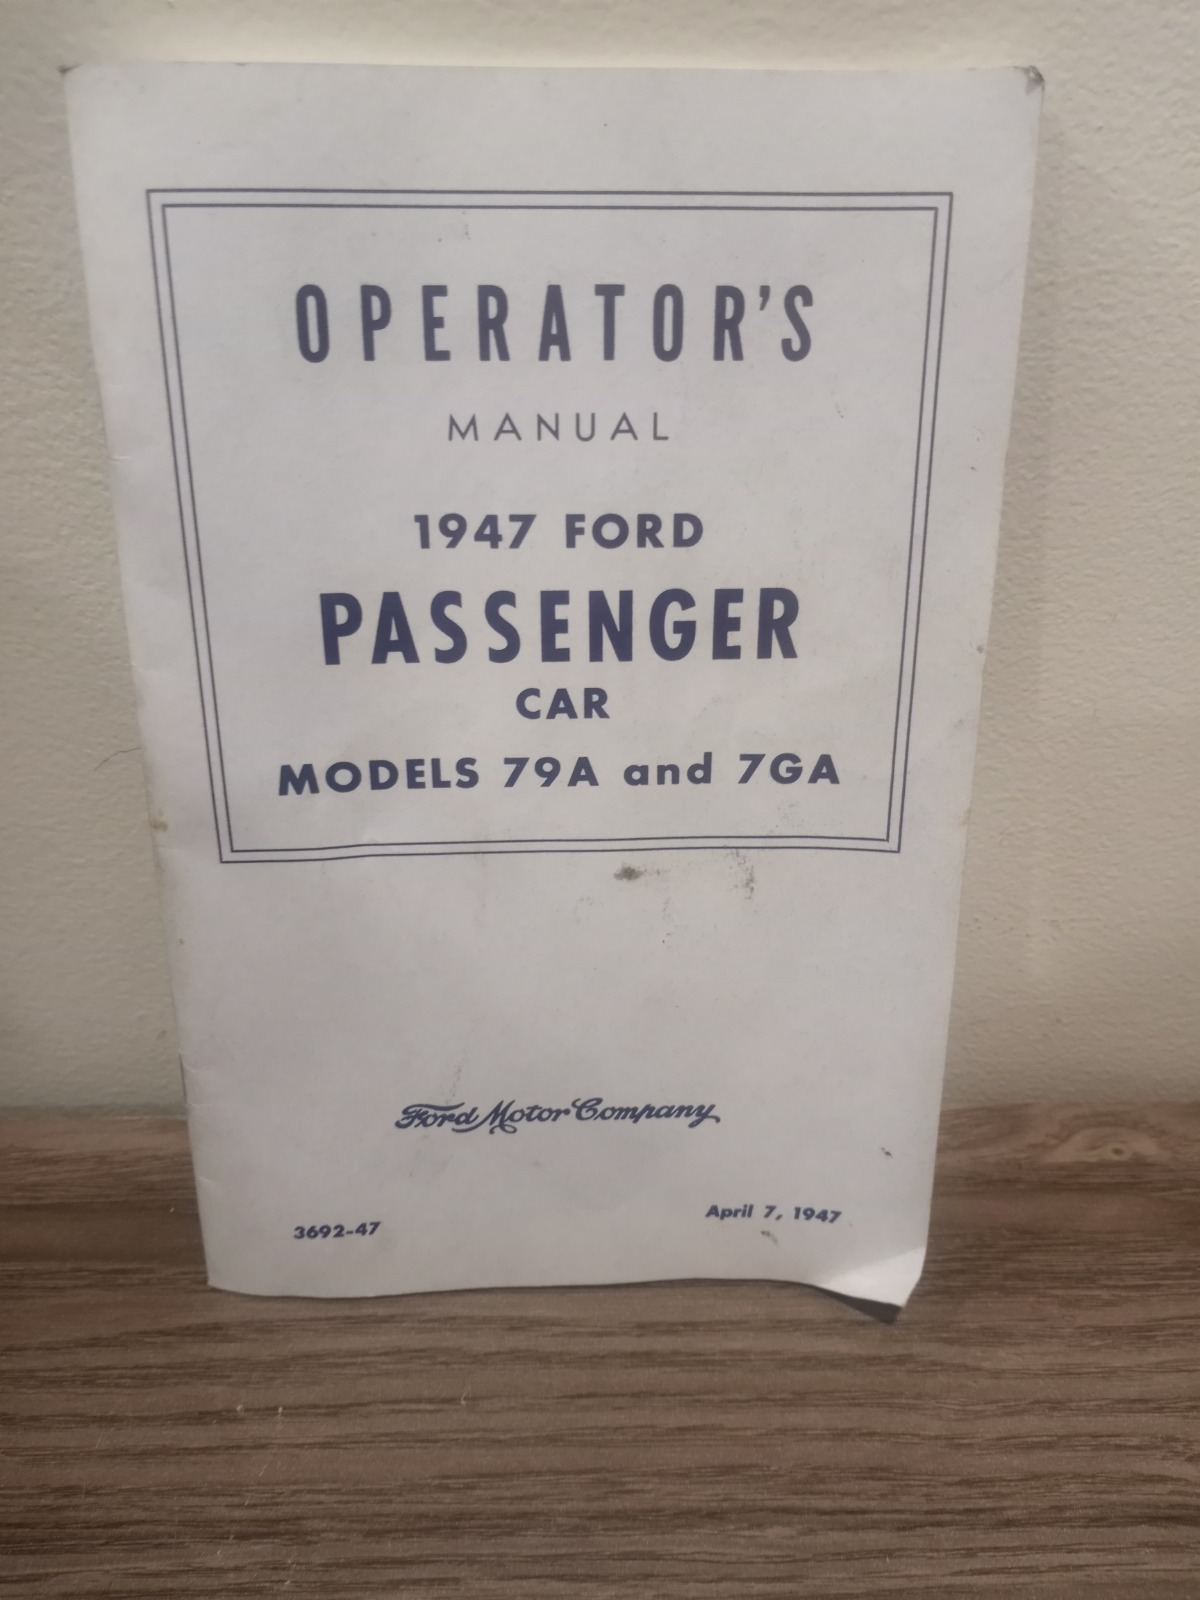 OPERATOR'S
MANUAL
1947 FORD
PASSENGER
CAR
MODELS 79A and 7GA
Ford Motor Company
3692-47
April 7, 1947